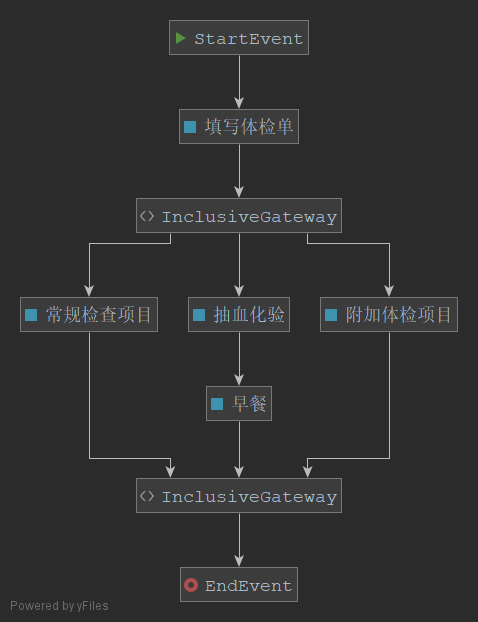 StartEvent
填写体检单
InclusiveGateway
常规检查项目
抽血化验
附加体检项目
早餐
InclusiveGateway
EndEvent
Powered by yFiles